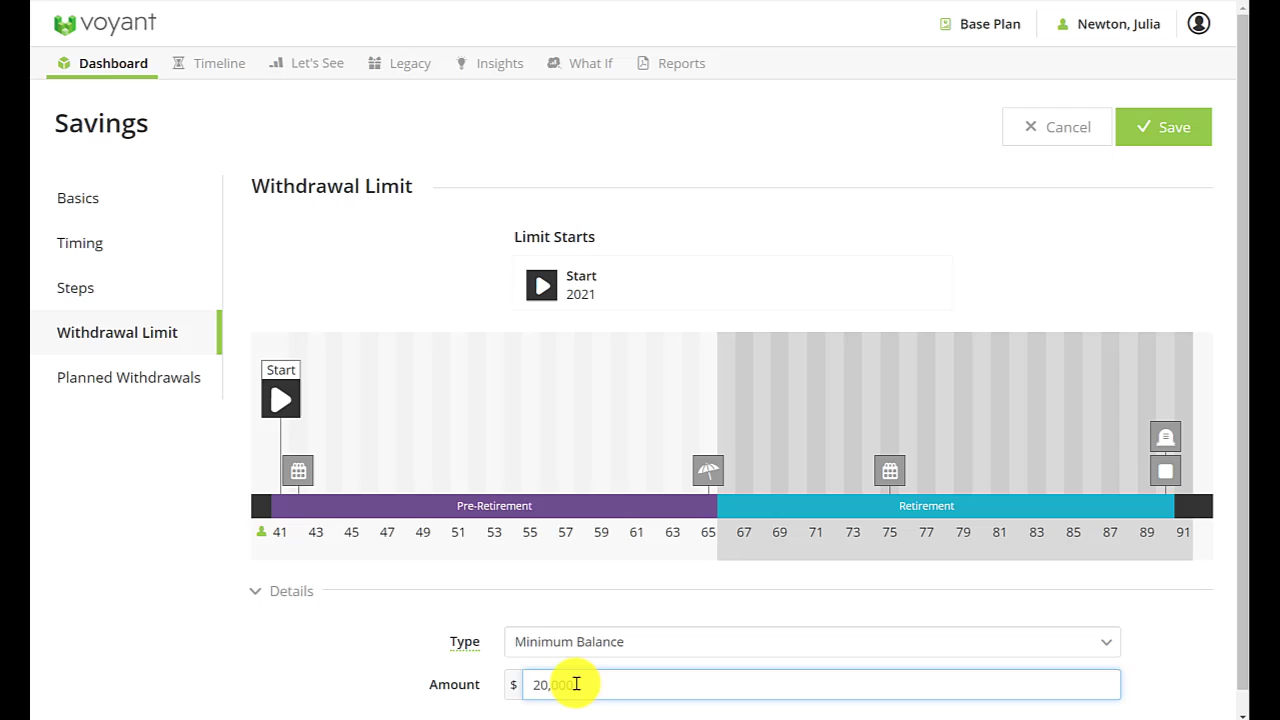 voyant
Base Plan
Newton, Julia
Dashboard
Timeline
Let's See
Legacy
Insights
What If
Reports
Savings
Cancel
Save
Basics
Timing
Steps
Withdrawal Limit
Planned Withdrawals
Withdrawal Limit
Limit Starts
Start
2021
Start
Pre-Retirement
Retirement
41 43 45 47 49 51 53 55 57 59 61 63 65 67 69 71 73 75 77 79 81 83 85 87 89 91
Details
Type
Minimum Balance
Amount
$ 20,000